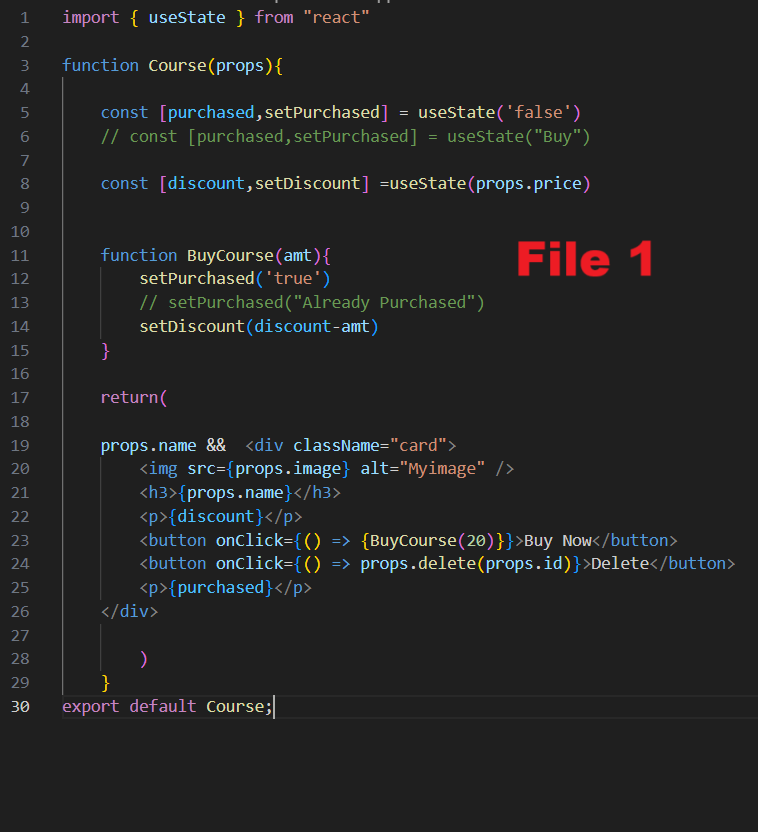 1 import { useState } from "react"
2
3 function Course(props){
4
5 const [purchased,setPurchased] = useState('false')
6 // const [purchased,setPurchased] = useState("Buy")
7
8 const [discount,setDiscount] =useState(props.price)
9
10
11 function BuyCourse(amt){
12 setPurchased('true')
13 // setPurchased("Already Purchased")
14 setDiscount(discount-amt)
15 }
16
17 return(
18
19 props.name &&  <div className="card">
20 <img src={props.image} alt="Myimage" />
21 <h3>{props.name}</h3>
22 <p>{discount}</p>
23 <button onClick={() => {BuyCourse(20)}}>Buy Now</button>
24 <button onClick={() => props.delete(props.id)}>Delete</button>
25 <p>{purchased}</p>
26 </div>
27
28 )
29 }
30 export default Course;
File 1